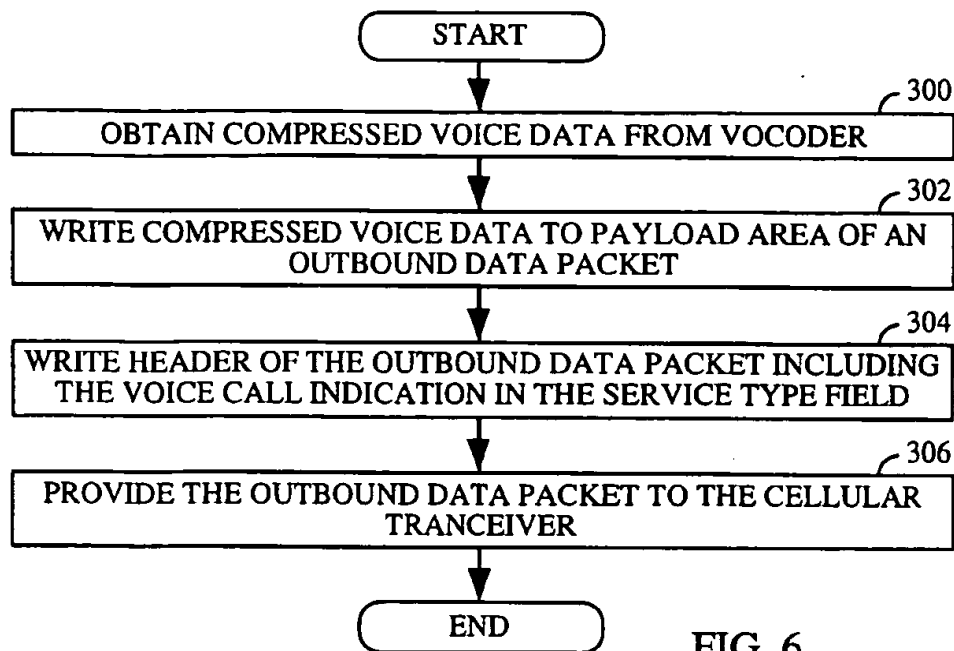 START
300
OBTAIN COMPRESSED VOICE DATA FROM VOCODER
302
WRITE COMPRESSED VOICE DATA TO PAYLOAD AREA OF AN
OUTBOUND DATA PACKET
304
WRITE HEADER OF THE OUTBOUND DATA PACKET INCLUDING
THE VOICE CALL INDICATION IN THE SERVICE TYPE FIELD
306
PROVIDE THE OUTBOUND DATA PACKET TO THE CELLULAR
TRANCEIVER
END
FIG. 6